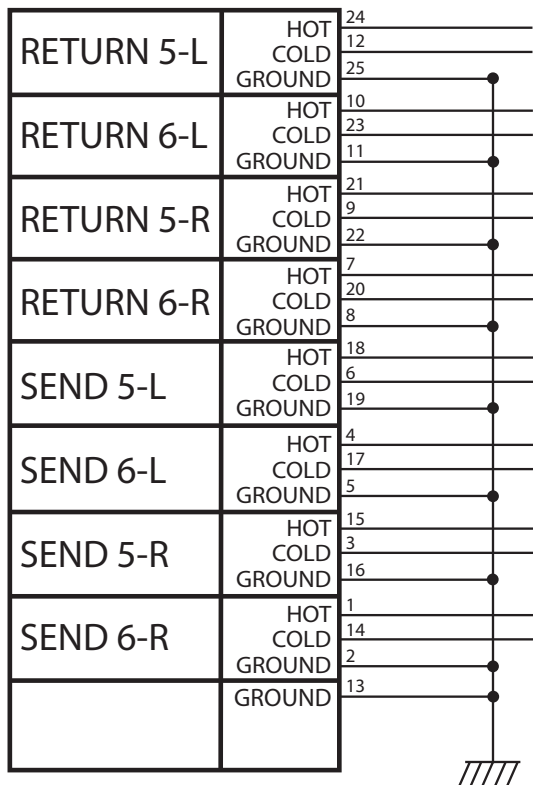 RETURN 5-L
HOT 24
COLD 12
GROUND 25
RETURN 6-L
HOT 10
COLD 23
GROUND 11
RETURN 5-R
HOT 21
COLD 9
GROUND 22
RETURN 6-R
HOT 7
COLD 20
GROUND 8
SEND 5-L
HOT 18
COLD 6
GROUND 19
SEND 6-L
HOT 4
COLD 17
GROUND 5
SEND 5-R
HOT 15
COLD 3
GROUND 16
SEND 6-R
HOT 1
COLD 14
GROUND 2
GROUND 13